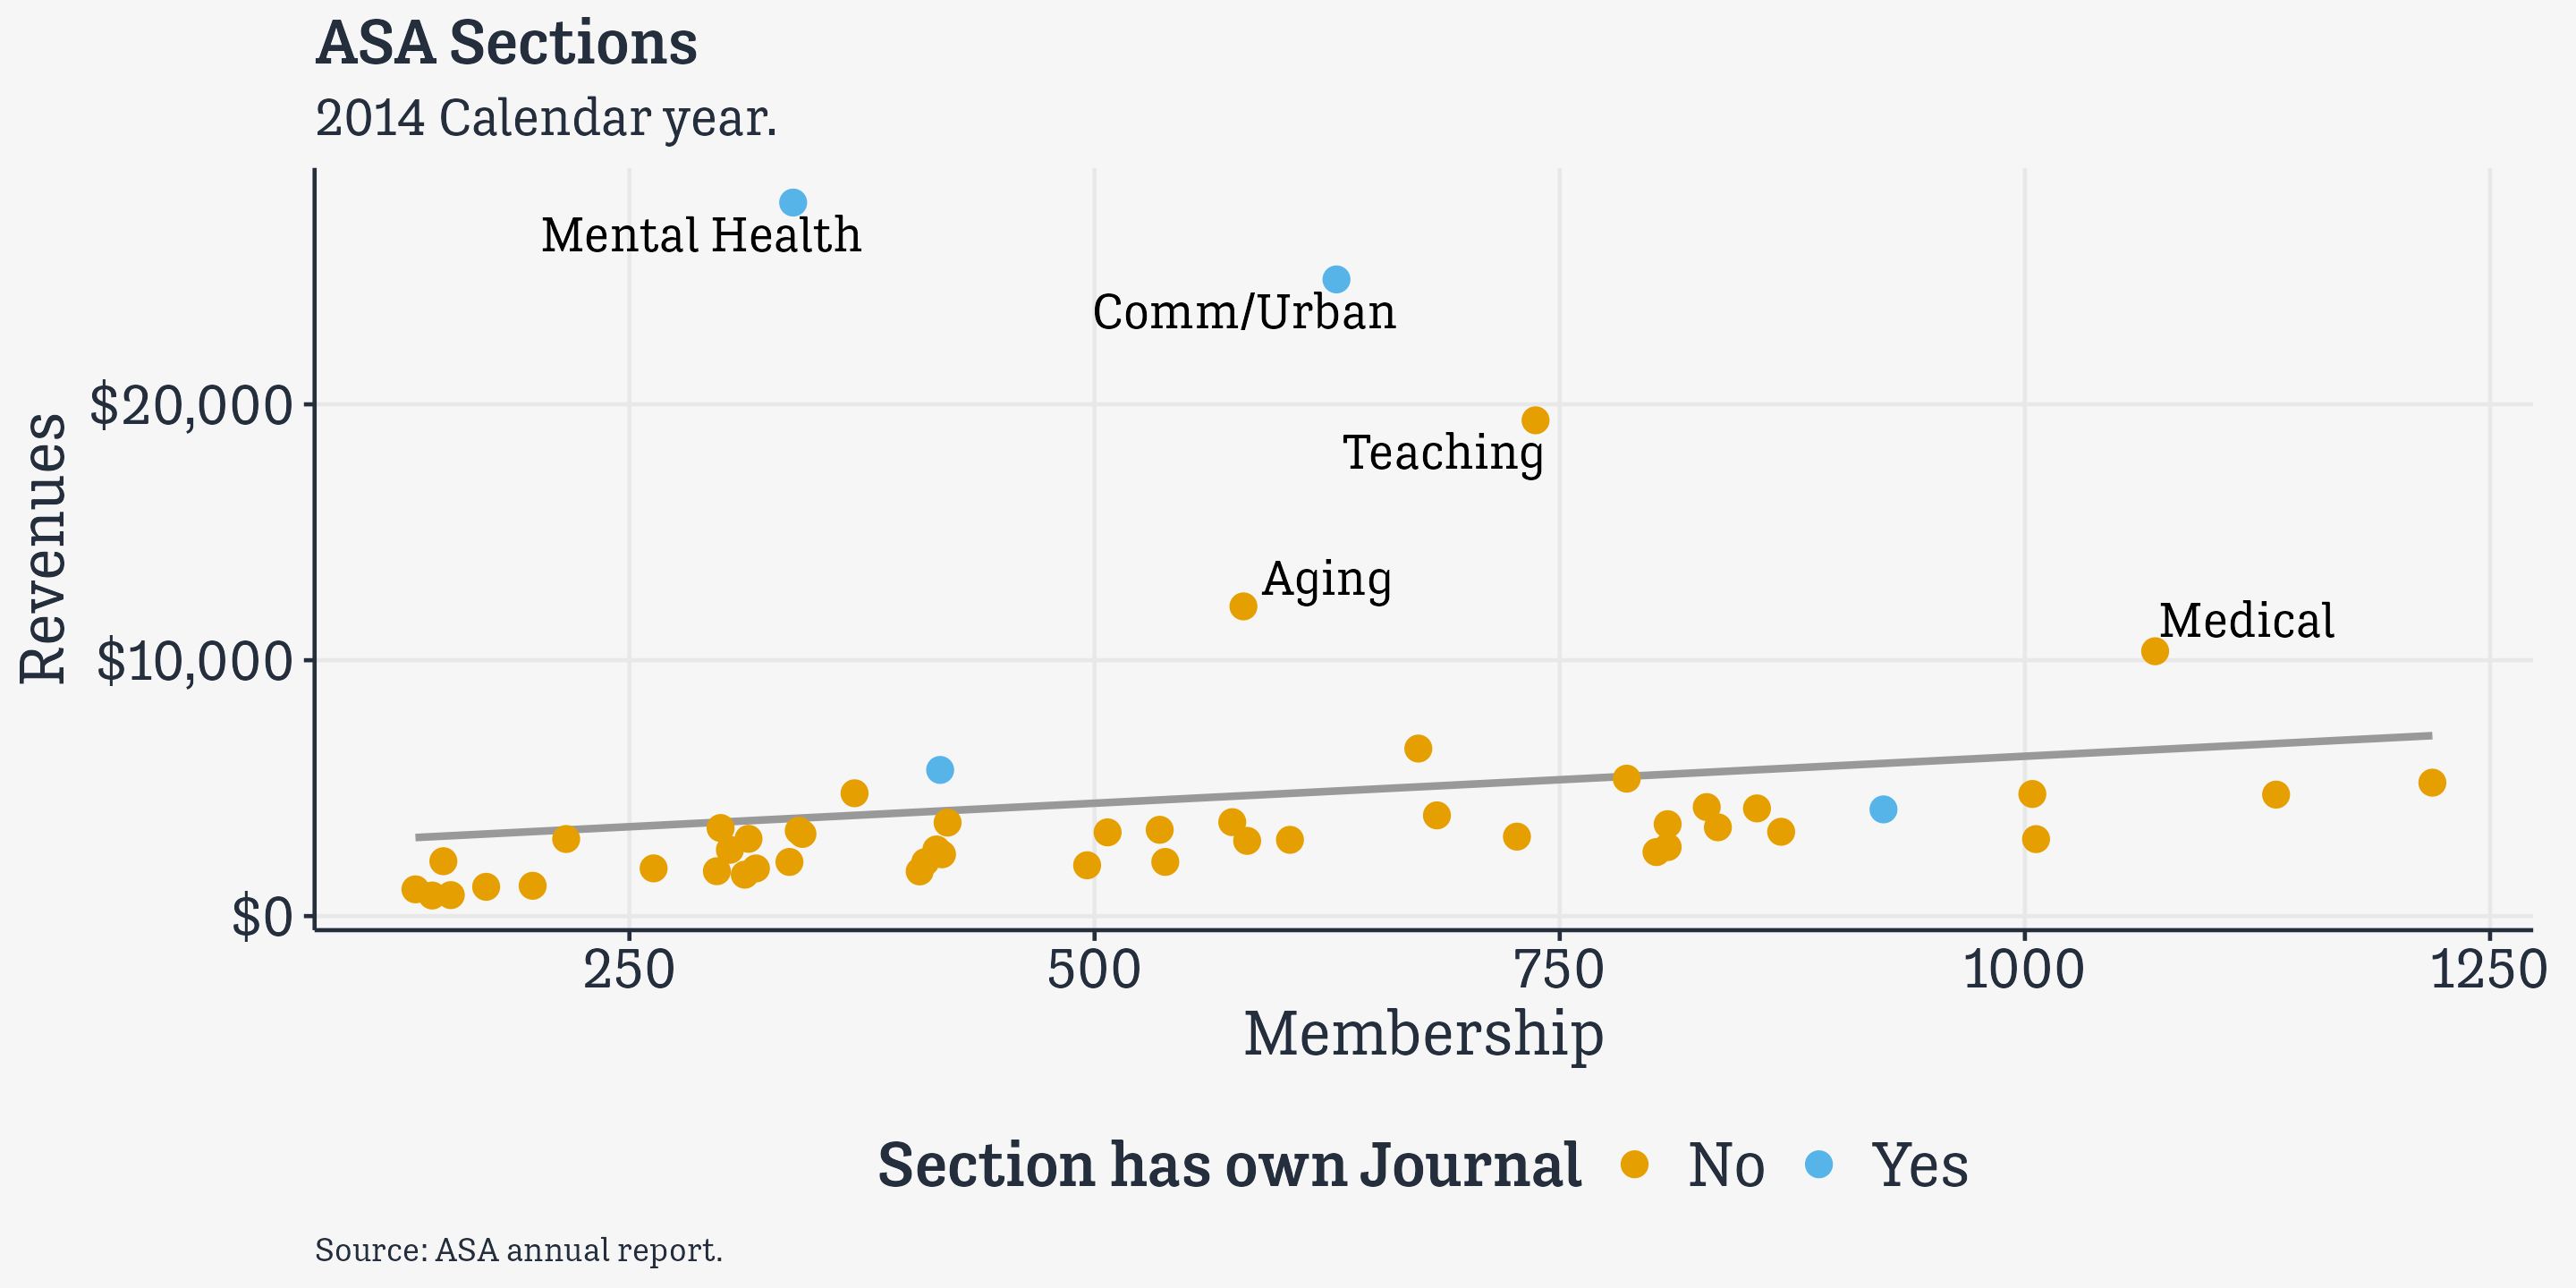 ASA Sections
2014 Calendar year.
Mental Health
Comm/Urban
$20,000
Teaching
Aging
Medical
$10,000
Revenues
$0
250 500 750 1000 1250
Membership
Section has own Journal No Yes
Source: ASA annual report.